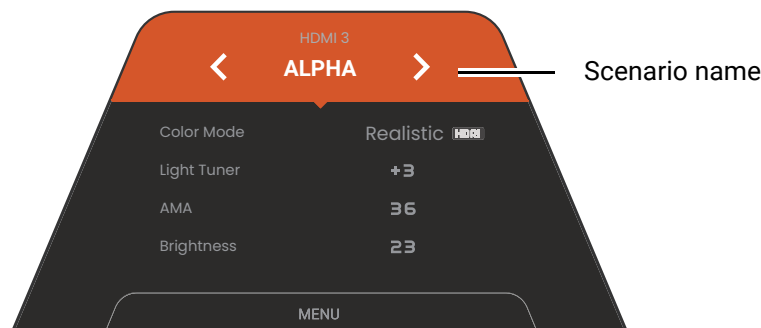 HDMI 3
ALPHA
Scenario name
Color Mode Realistic HDRi
Light Tuner +3
AMA 36
Brightness 23
MENU